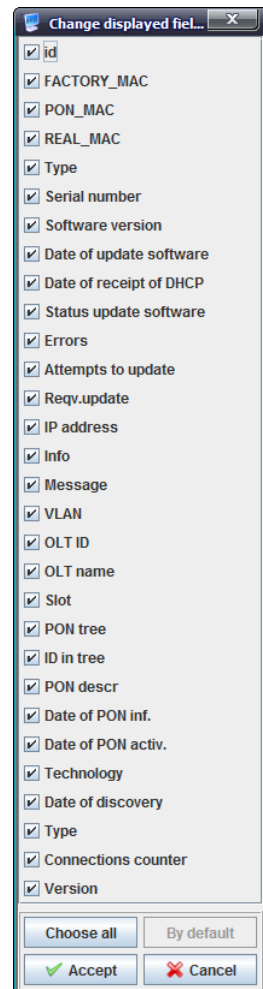 Change displayed fiel...
id
FACTORY_MAC
PON_MAC
REAL_MAC
Type
Serial number
Software version
Date of update software
Date of receipt of DHCP
Status update software
Errors
Attempts to update
Reqv.update
IP address
Info
Message
VLAN
OLT ID
OLT name
Slot
PON tree
ID in tree
PON descr
Date of PON inf.
Date of PON activ.
Technology
Date of discovery
Type
Connections counter
Version
Choose all By default
Accept Cancel